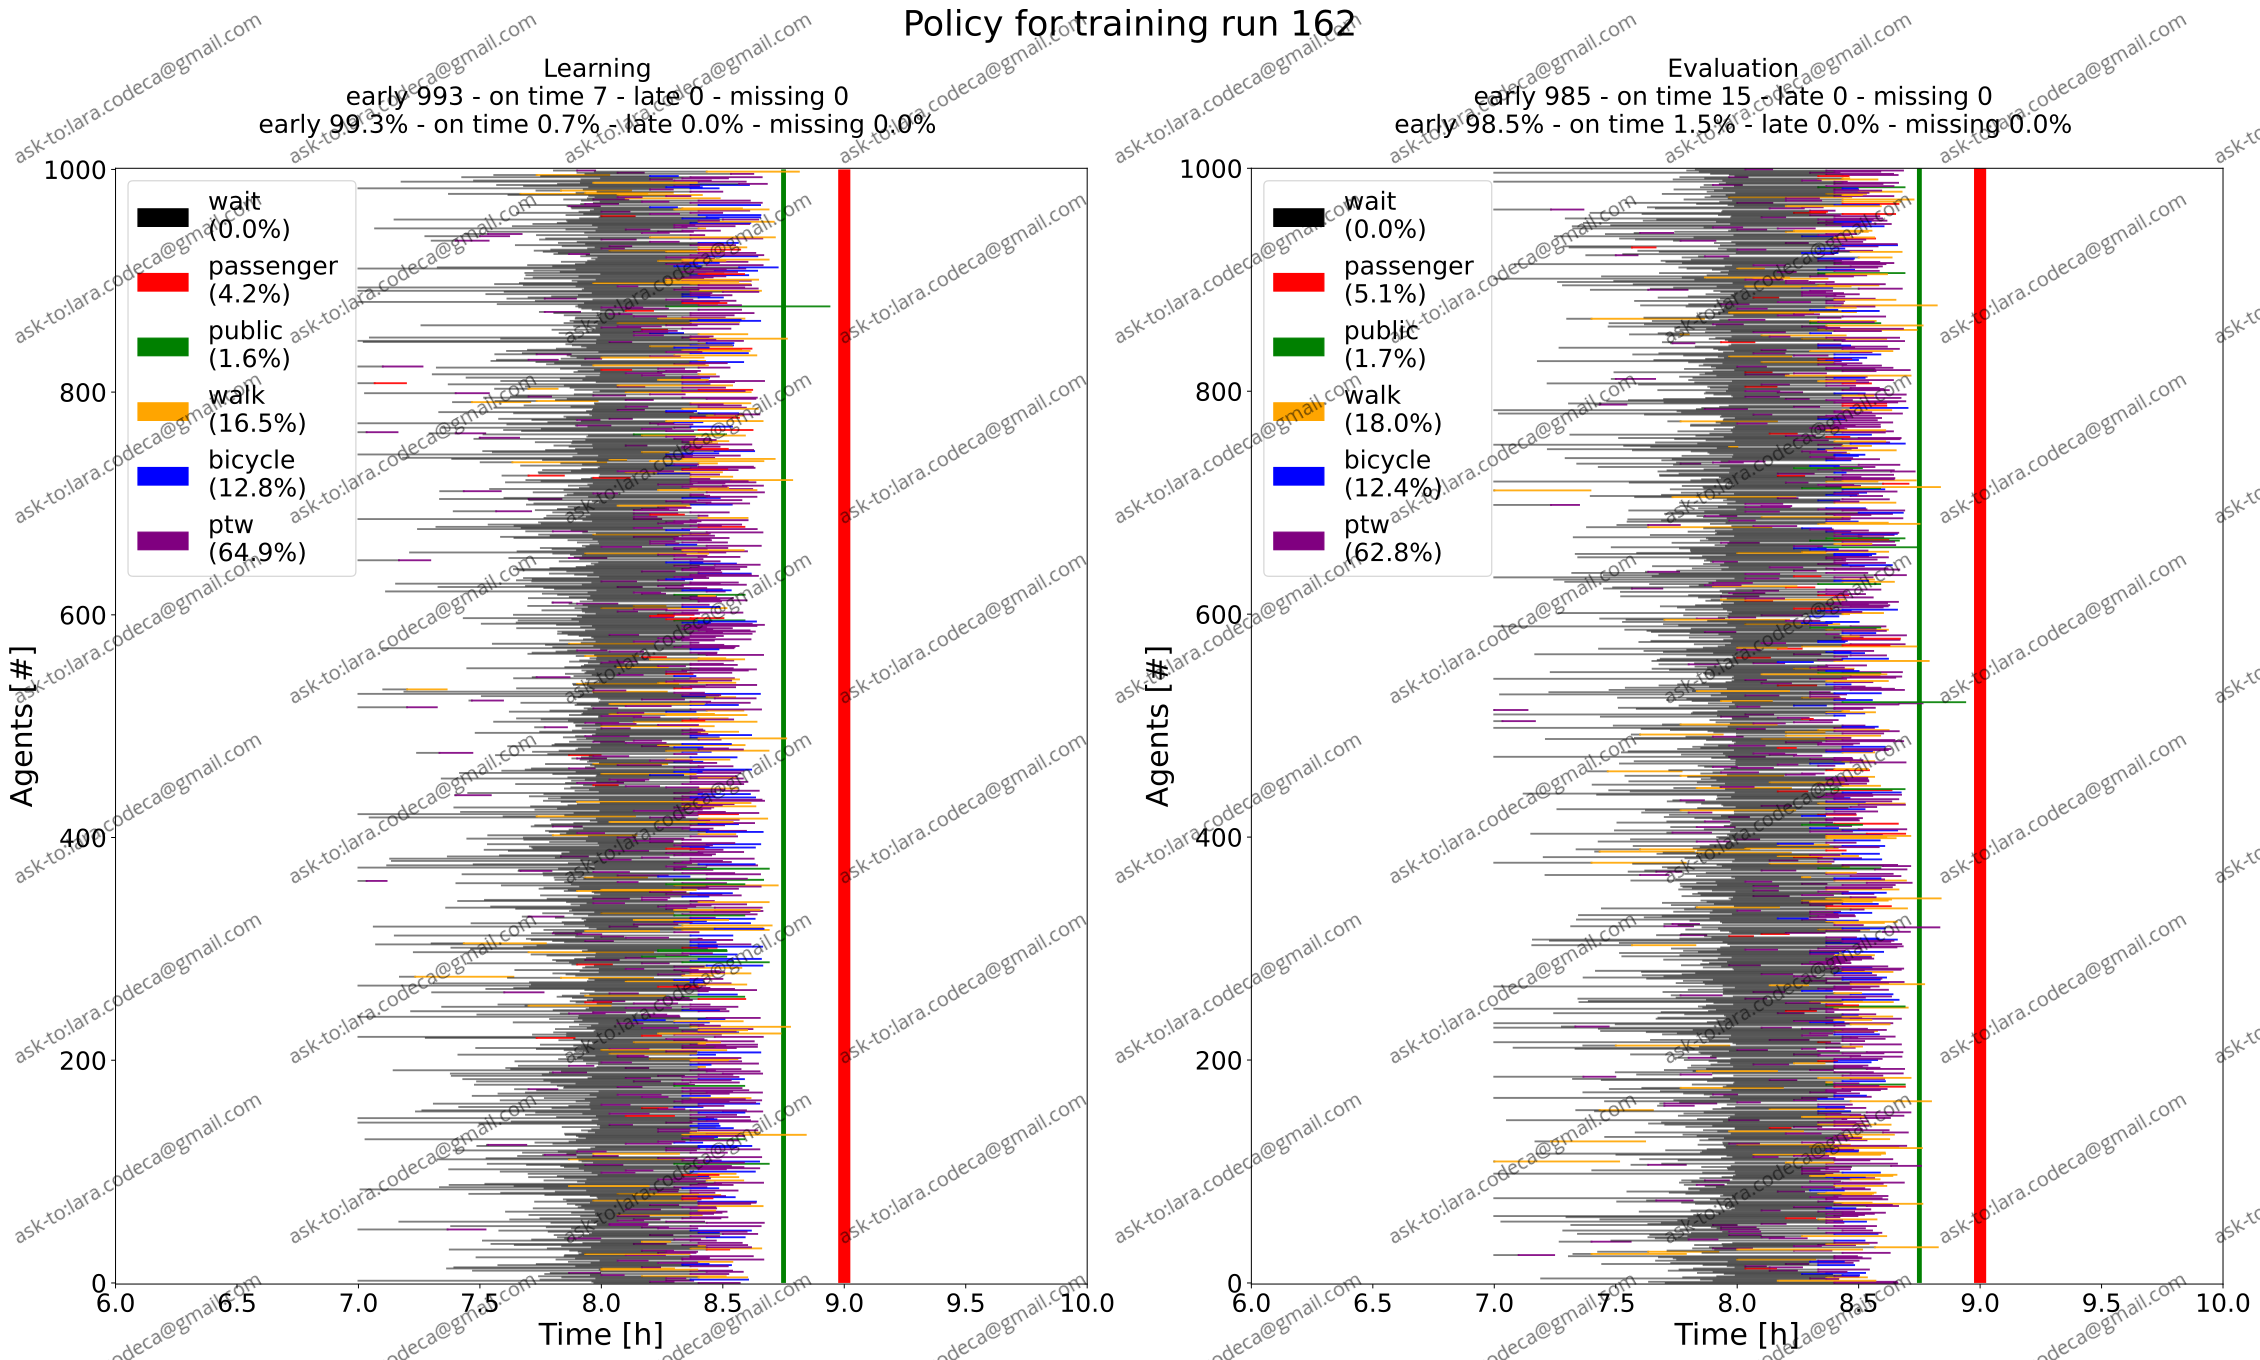 Policy for training run 162
Learning
early 993 - on time 7 - late 0 - missing 0
early 99.3% - on time 0.7% - late 0.0% - missing 0.0%
1000
800
600
400
200
0
Agents [#]
wait
(0.0%)
passenger
(4.2%)
public
(1.6%)
walk
(16.5%)
bicycle
(12.8%)
ptw
(64.9%)
6.0 6.5 7.0 7.5 8.0 8.5 9.0 9.5 10.0
Time [h]
Evaluation
early 985 - on time 15 - late 0 - missing 0
early 98.5% - on time 1.5% - late 0.0% - missing 0.0%
1000
800
600
400
200
0
Agents [#]
wait
(0.0%)
passenger
(5.1%)
public
(1.7%)
walk
(18.0%)
bicycle
(12.4%)
ptw
(62.8%)
6.0 6.5 7.0 7.5 8.0 8.5 9.0 9.5 10.0
Time [h]
ask-to:lara.codeca@gmail.com